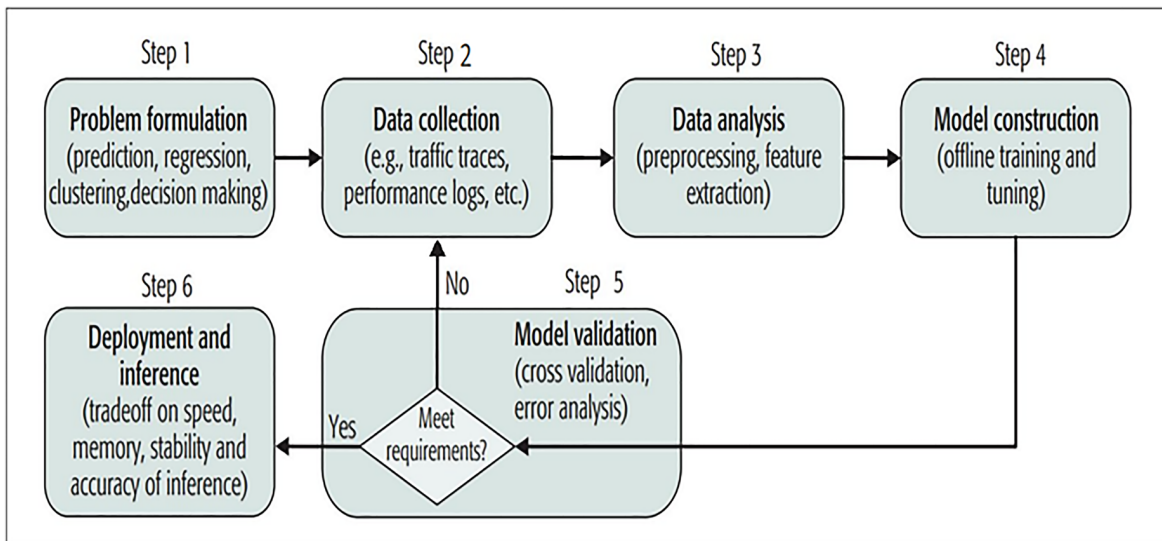 Step 1
Problem formulation
(prediction, regression,
clustering,decision making)
Step 2
Data collection
(e.g., traffic traces,
performance logs, etc.)
Step 3
Data analysis
(preprocessing, feature
extraction)
Step 4
Model construction
(offline training and
tuning)
No
Step 5
Model validation
(cross validation,
error analysis)
Meet
requirements?
Yes
Step 6
Deployment and
inference
(tradeoff on speed,
memory, stability and
accuracy of inference)